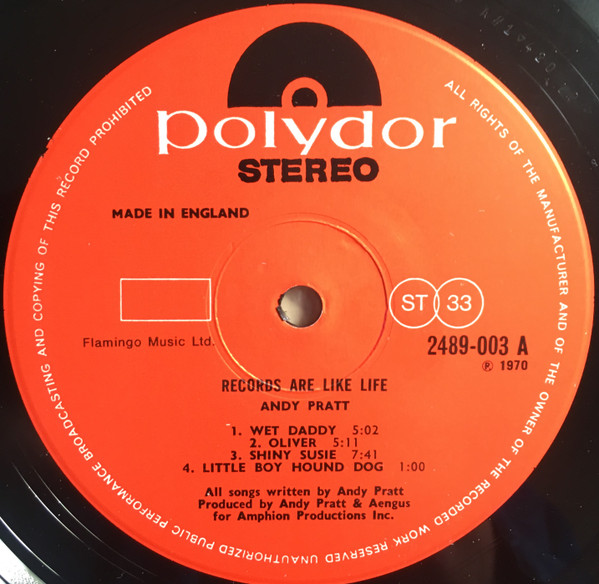 polydor
STEREO
MADE IN ENGLAND
ST 33
Flamingo Music Ltd.
2489-003 A
℗ 1970
RECORDS ARE LIKE LIFE
ANDY PRATT
1. WET DADDY 5:02
2. OLIVER 5:11
3. SHINY SUSIE 7:41
4. LITTLE BOY HOUND DOG 1:00
All songs written by Andy Pratt
Produced by Andy Pratt & Aengus
for Amphion Productions Inc.
ALL RIGHTS OF THE MANUFACTURER AND OF THE OWNER OF THE RECORDED WORK RESERVED UNAUTHORIZED PUBLIC PERFORMANCE BROADCASTING AND COPYING OF THIS RECORD PROHIBITED